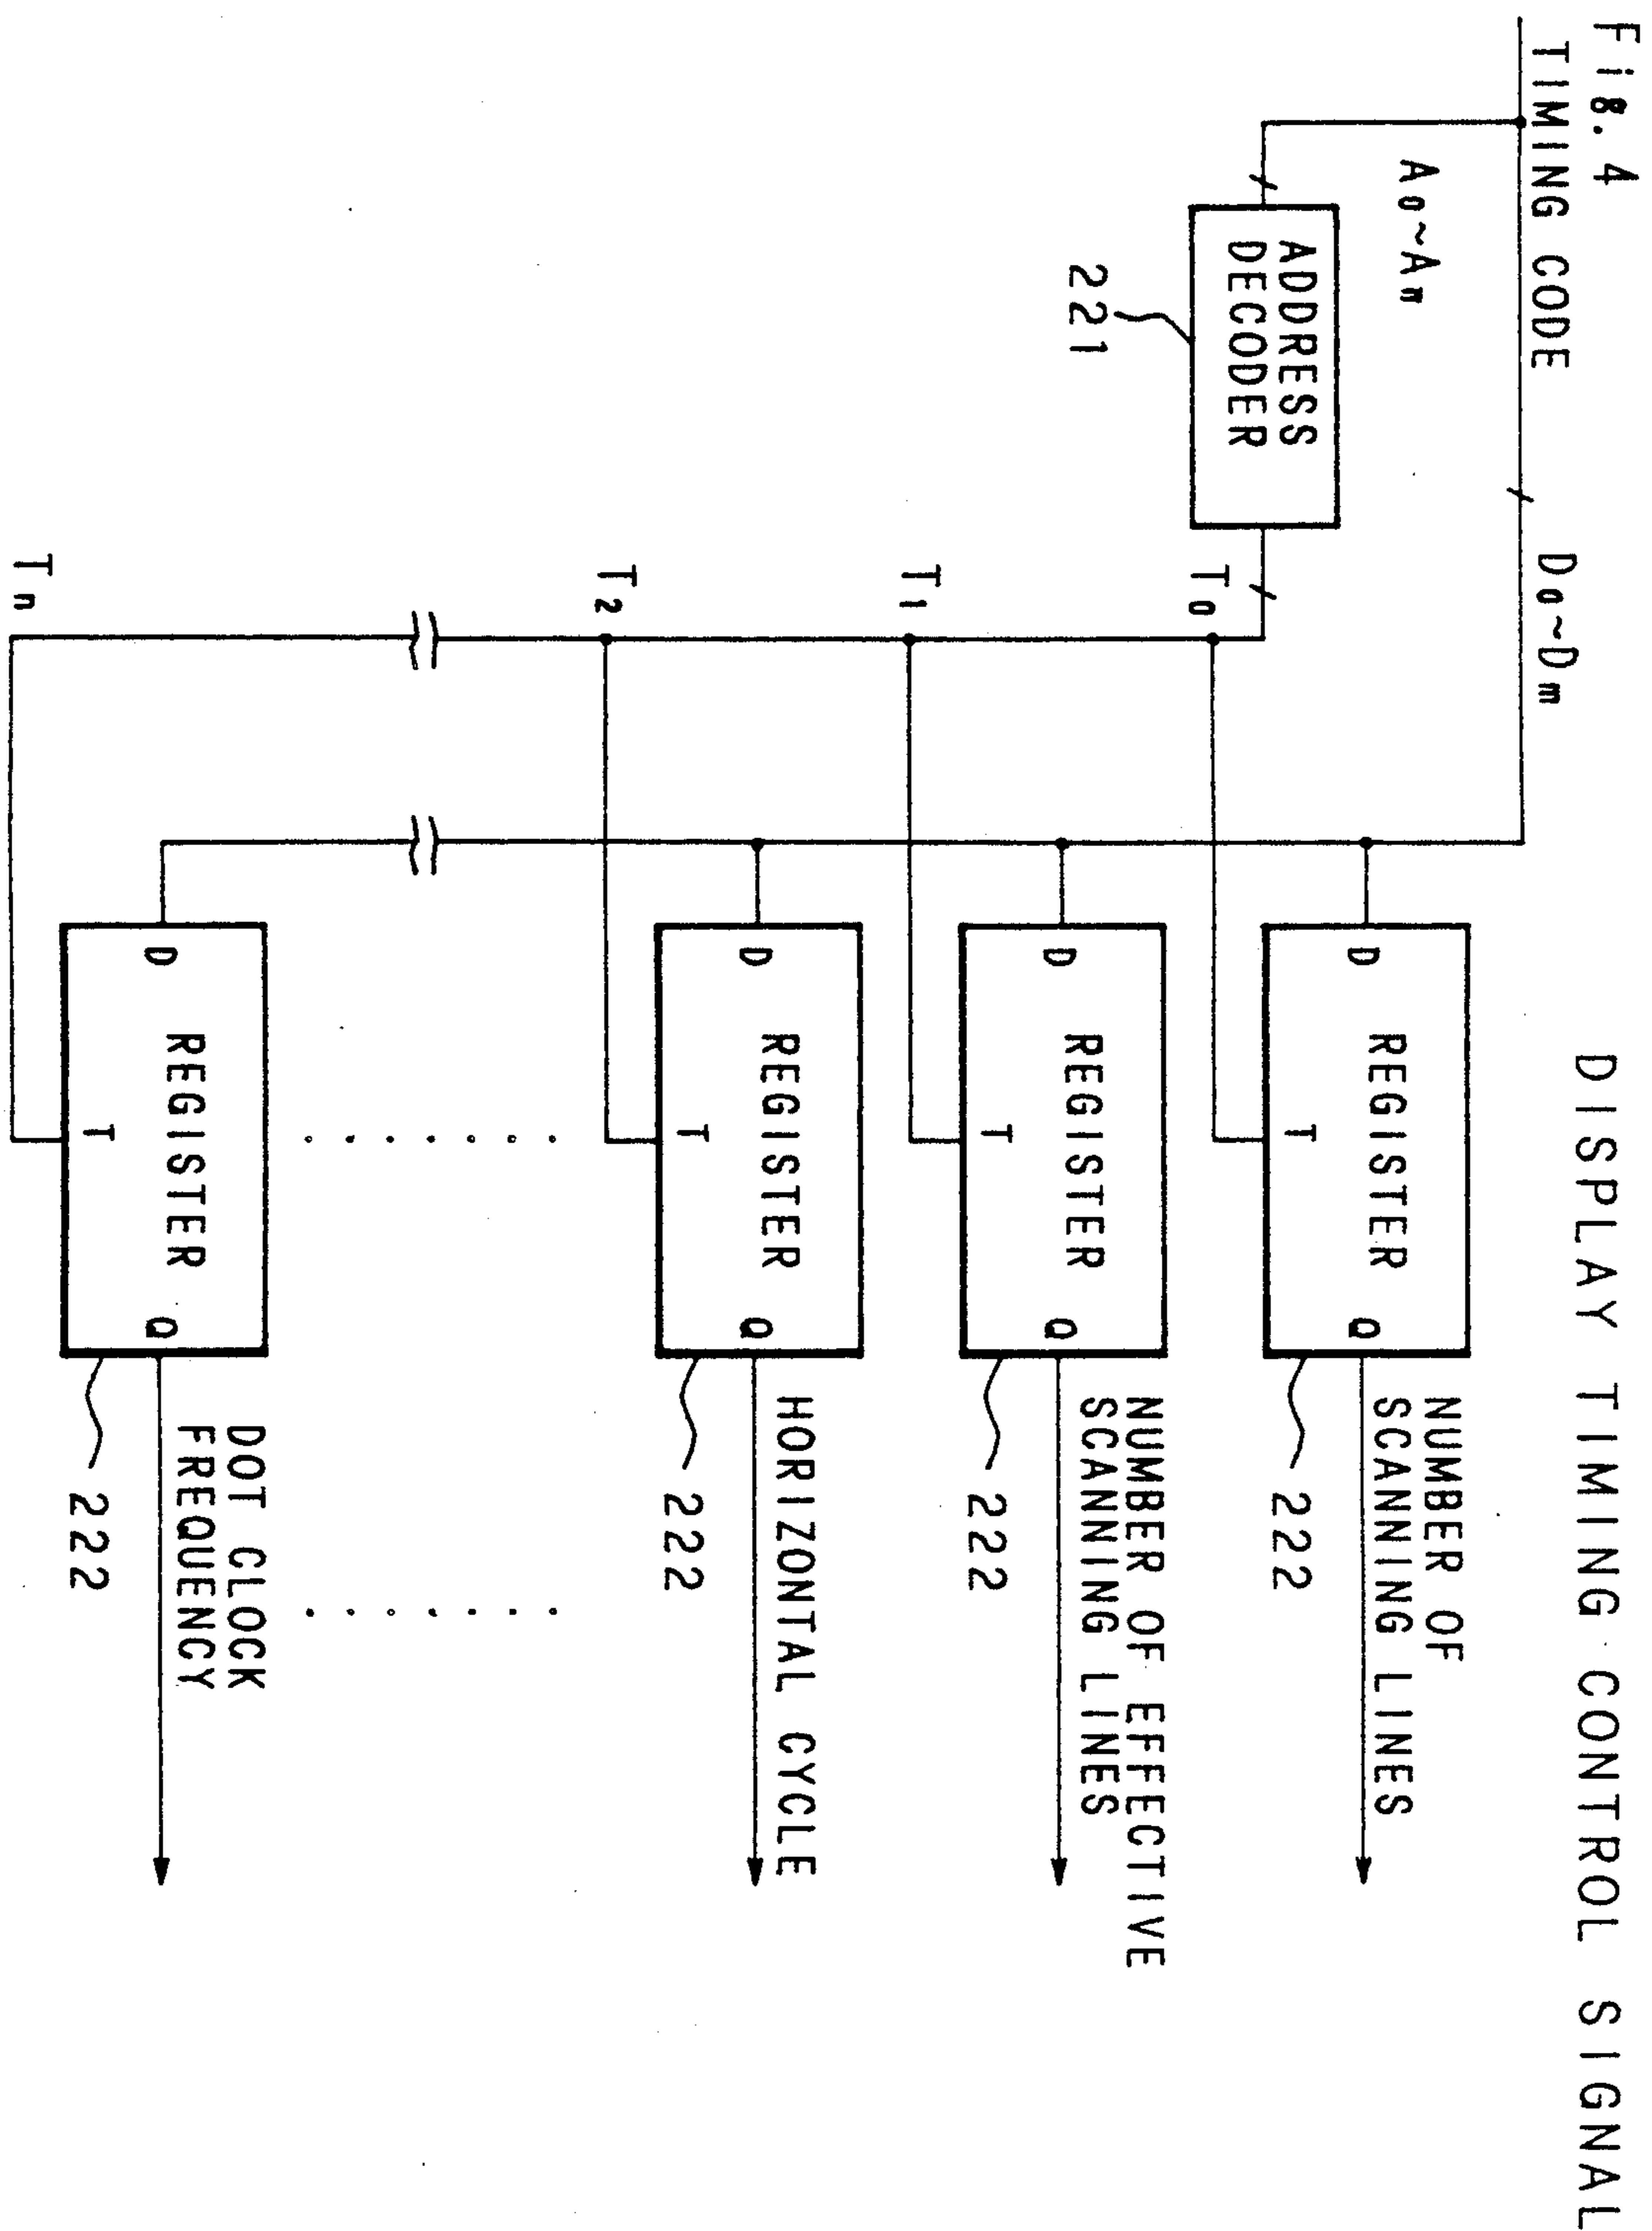 Fig. 4
DISPLAY TIMING CONTROL SIGNAL
TIMING CODE
D₀~Dₘ
A₀~Aₘ
ADDRESS
DECODER
221
T₀
T₁
T₂
Tₙ
D
REGISTER
T
Q
NUMBER OF
SCANNING LINES
222
D
REGISTER
T
Q
NUMBER OF EFFECTIVE
SCANNING LINES
222
D
REGISTER
T
Q
HORIZONTAL CYCLE
222
D
REGISTER
T
Q
DOT CLOCK
FREQUENCY
222